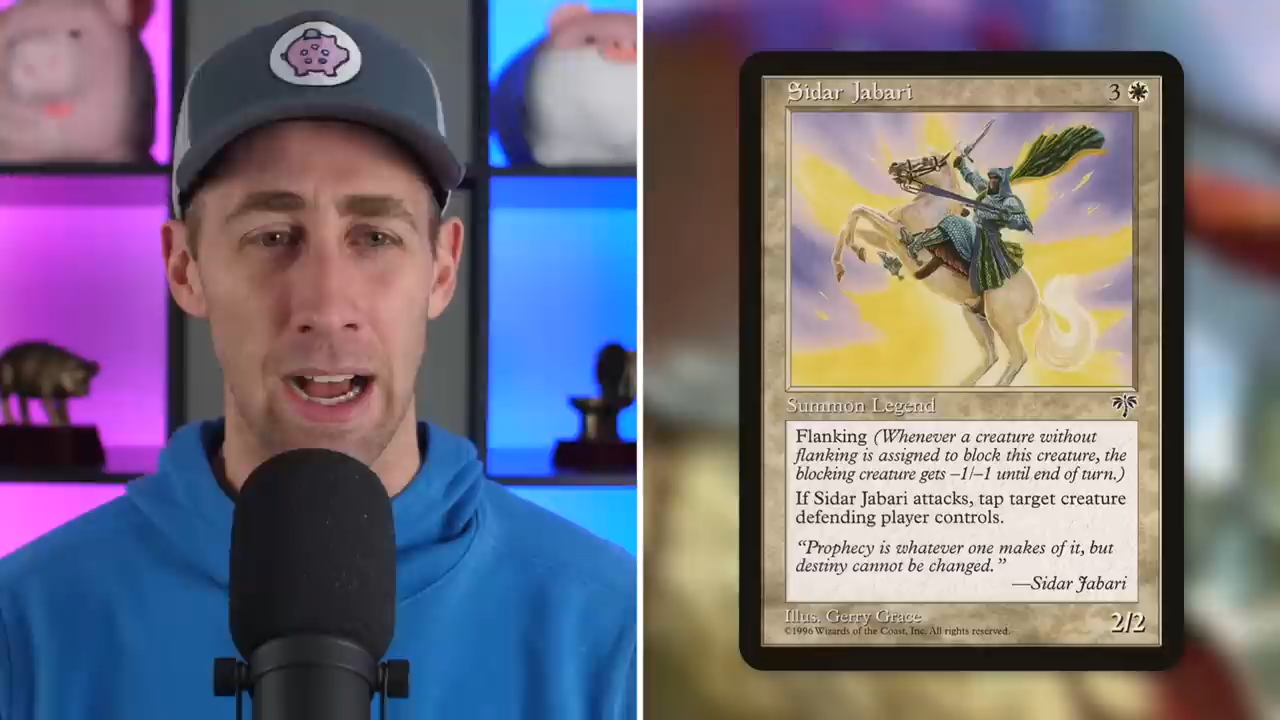 Sidar Jabari 3
Summon Legend
Flanking (Whenever a creature without
flanking is assigned to block this creature, the
blocking creature gets –1/–1 until end of turn.)
If Sidar Jabari attacks, tap target creature
defending player controls.
“Prophecy is whatever one makes of it, but
destiny cannot be changed.”
—Sidar Jabari
Illus. Gerry Grace
©1996 Wizards of the Coast, Inc. All rights reserved.
2/2